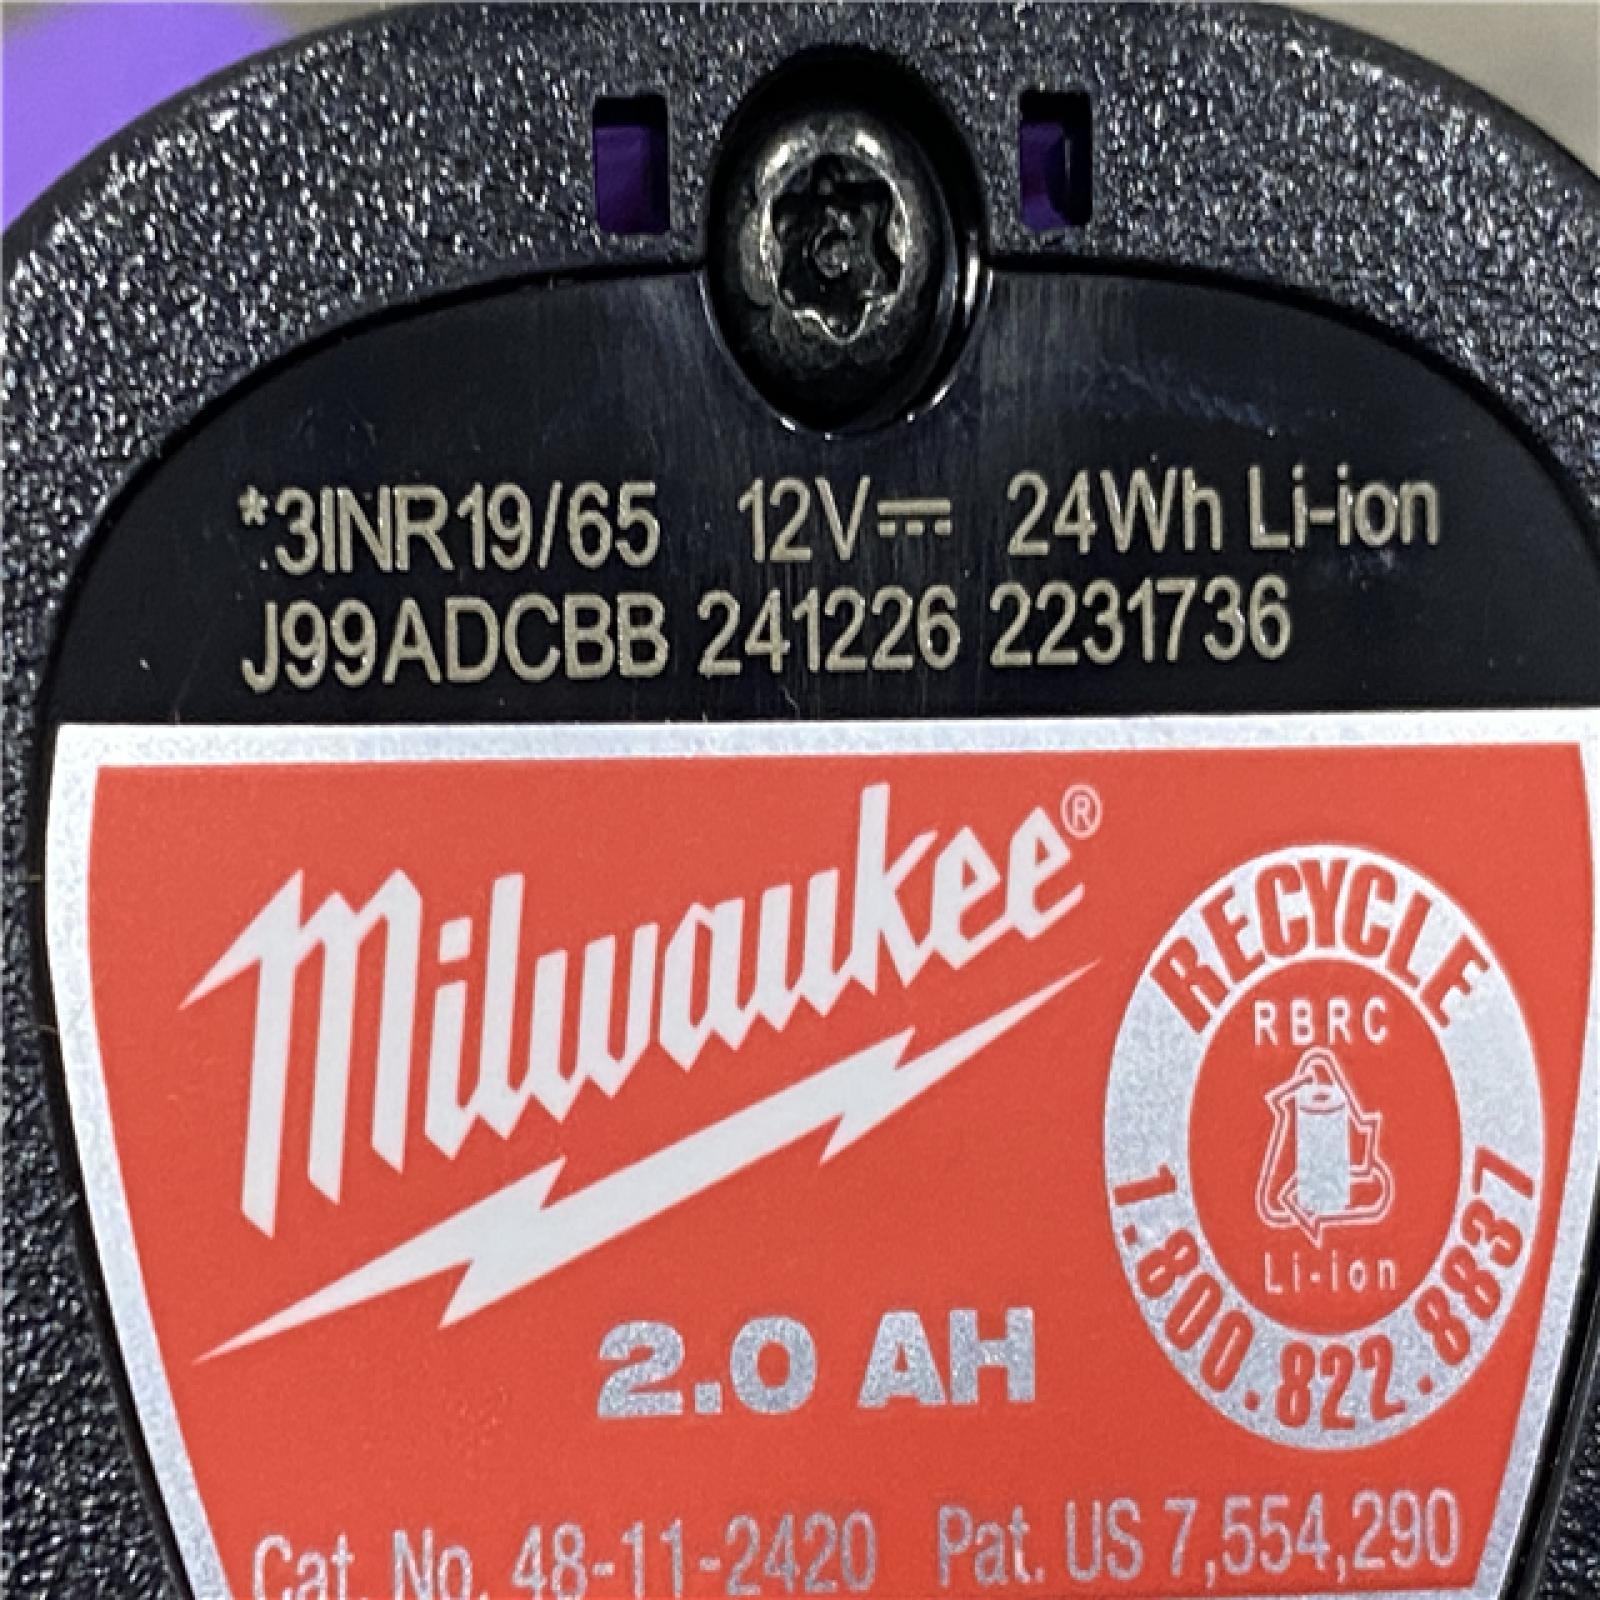 *3INR19/65 12V⎓ 24Wh Li-ion
J99ADCBB 241226 2231736
Milwaukee®
RECYCLE
RBRC
Li-ion
1.800.822.8837
2.0 AH
Cat. No. 48-11-2420 Pat. US 7,554,290